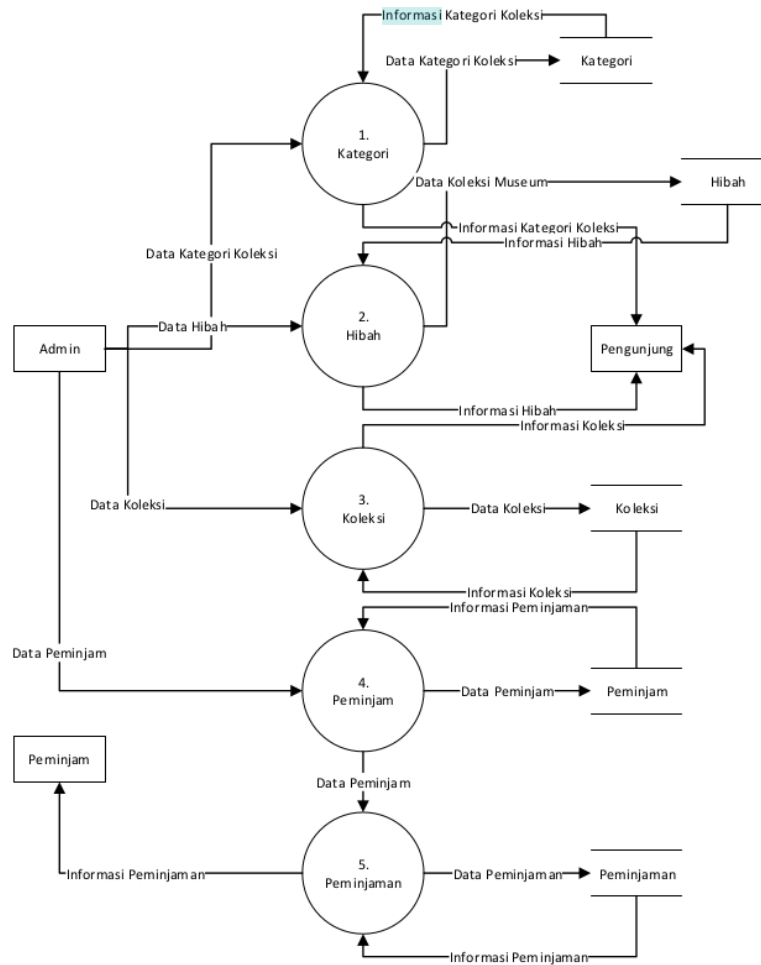 Informasi Kategori Koleksi
Data Kategori Koleksi
Kategori
1.
Kategori
Data Koleksi Museum
Hibah
Informasi Kategori Koleksi
Informasi Hibah
Data Kategori Koleksi
Data Hibah
2.
Hibah
Admin
Pengunjung
Informasi Hibah
Informasi Koleksi
Data Koleksi
3.
Koleksi
Data Koleksi
Koleksi
Informasi Koleksi
Informasi Peminjaman
Data Peminjam
4.
Peminjam
Data Peminjam
Peminjam
Peminjam
Data Peminjam
Informasi Peminjaman
5.
Peminjaman
Data Peminjaman
Peminjaman
Informasi Peminjaman